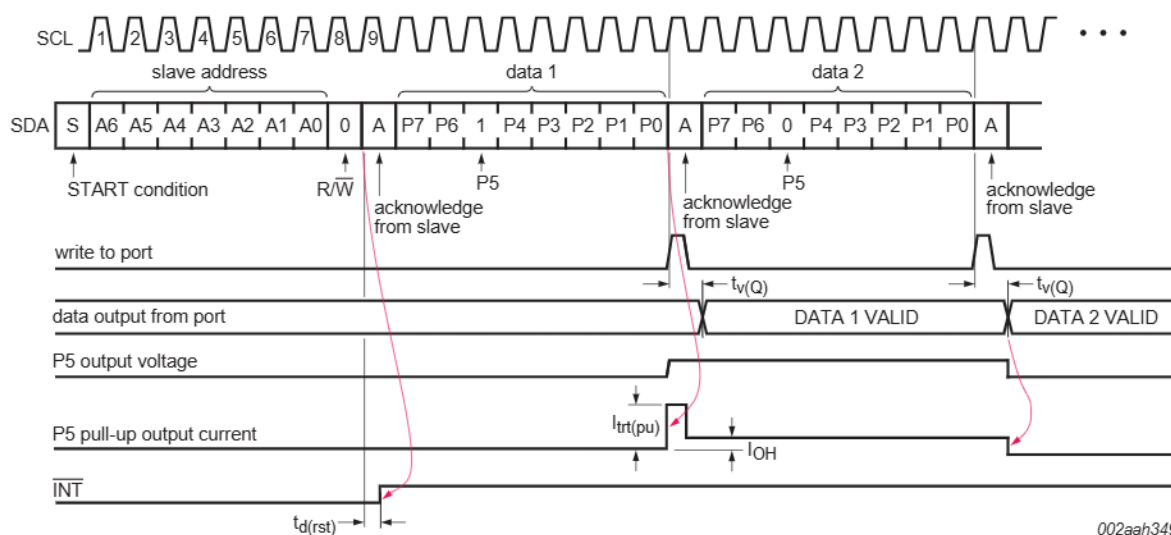 SCL 1 2 3 4 5 6 7 8 9 • • •
slave address data 1 data 2
SDA S A6 A5 A4 A3 A2 A1 A0 0 A P7 P6 1 P4 P3 P2 P1 P0 A P7 P6 0 P4 P3 P2 P1 P0 A
START condition R/W̅ P5 P5
acknowledge from slave
acknowledge from slave
acknowledge from slave
write to port
tv(Q) tv(Q)
data output from port DATA 1 VALID DATA 2 VALID
P5 output voltage
P5 pull-up output current Itrt(pu) IOH
I̅N̅T̅
td(rst)
002aah349